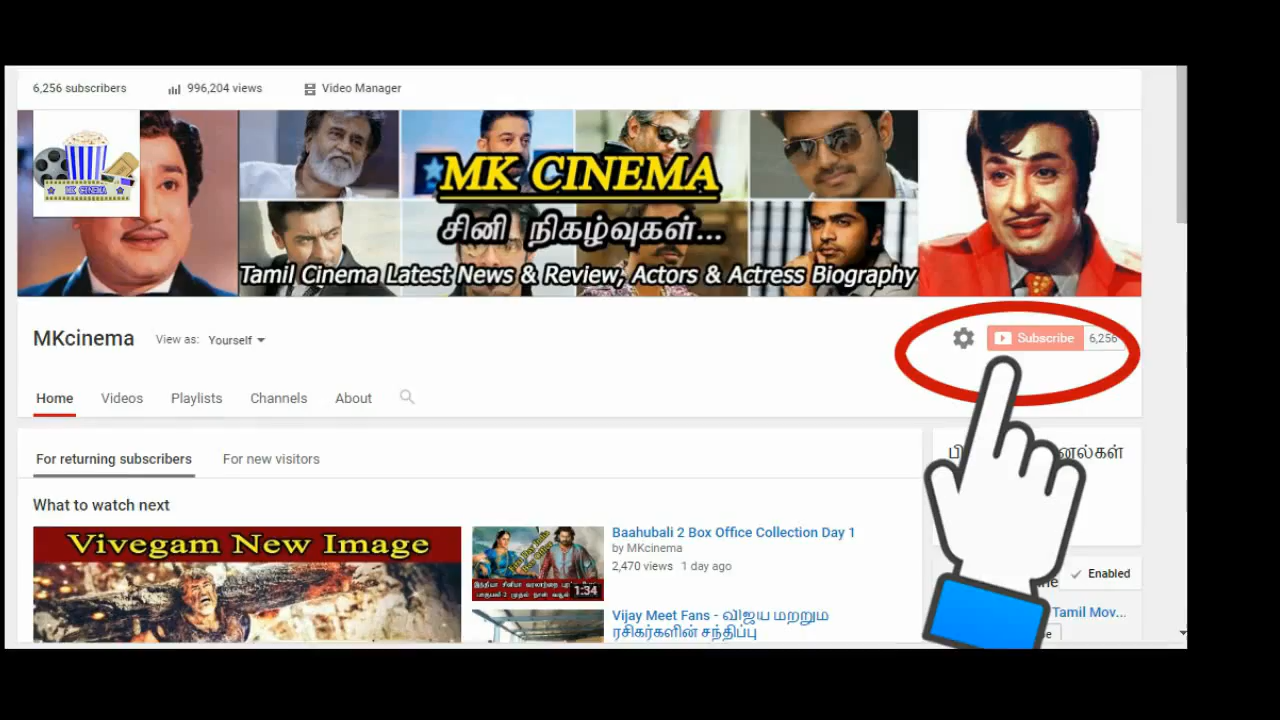 6,256 subscribers
996,204 views
Video Manager
MK CINEMA
MK CINEMA
சினி நிகழ்வுகள்...
Tamil Cinema Latest News & Review, Actors & Actress Biography
MKcinema
View as: Yourself
Subscribe 6,256
Home Videos Playlists Channels About
For returning subscribers For new visitors
What to watch next
Vivegam New Image
Baahubali 2 Box Office Collection Day 1
by MKcinema
2,470 views 1 day ago
1:34
Vijay Meet Fans - விஜய மற்றும
ரசிகர்களின் சந்திப்பு
Enabled
Tamil Mov...